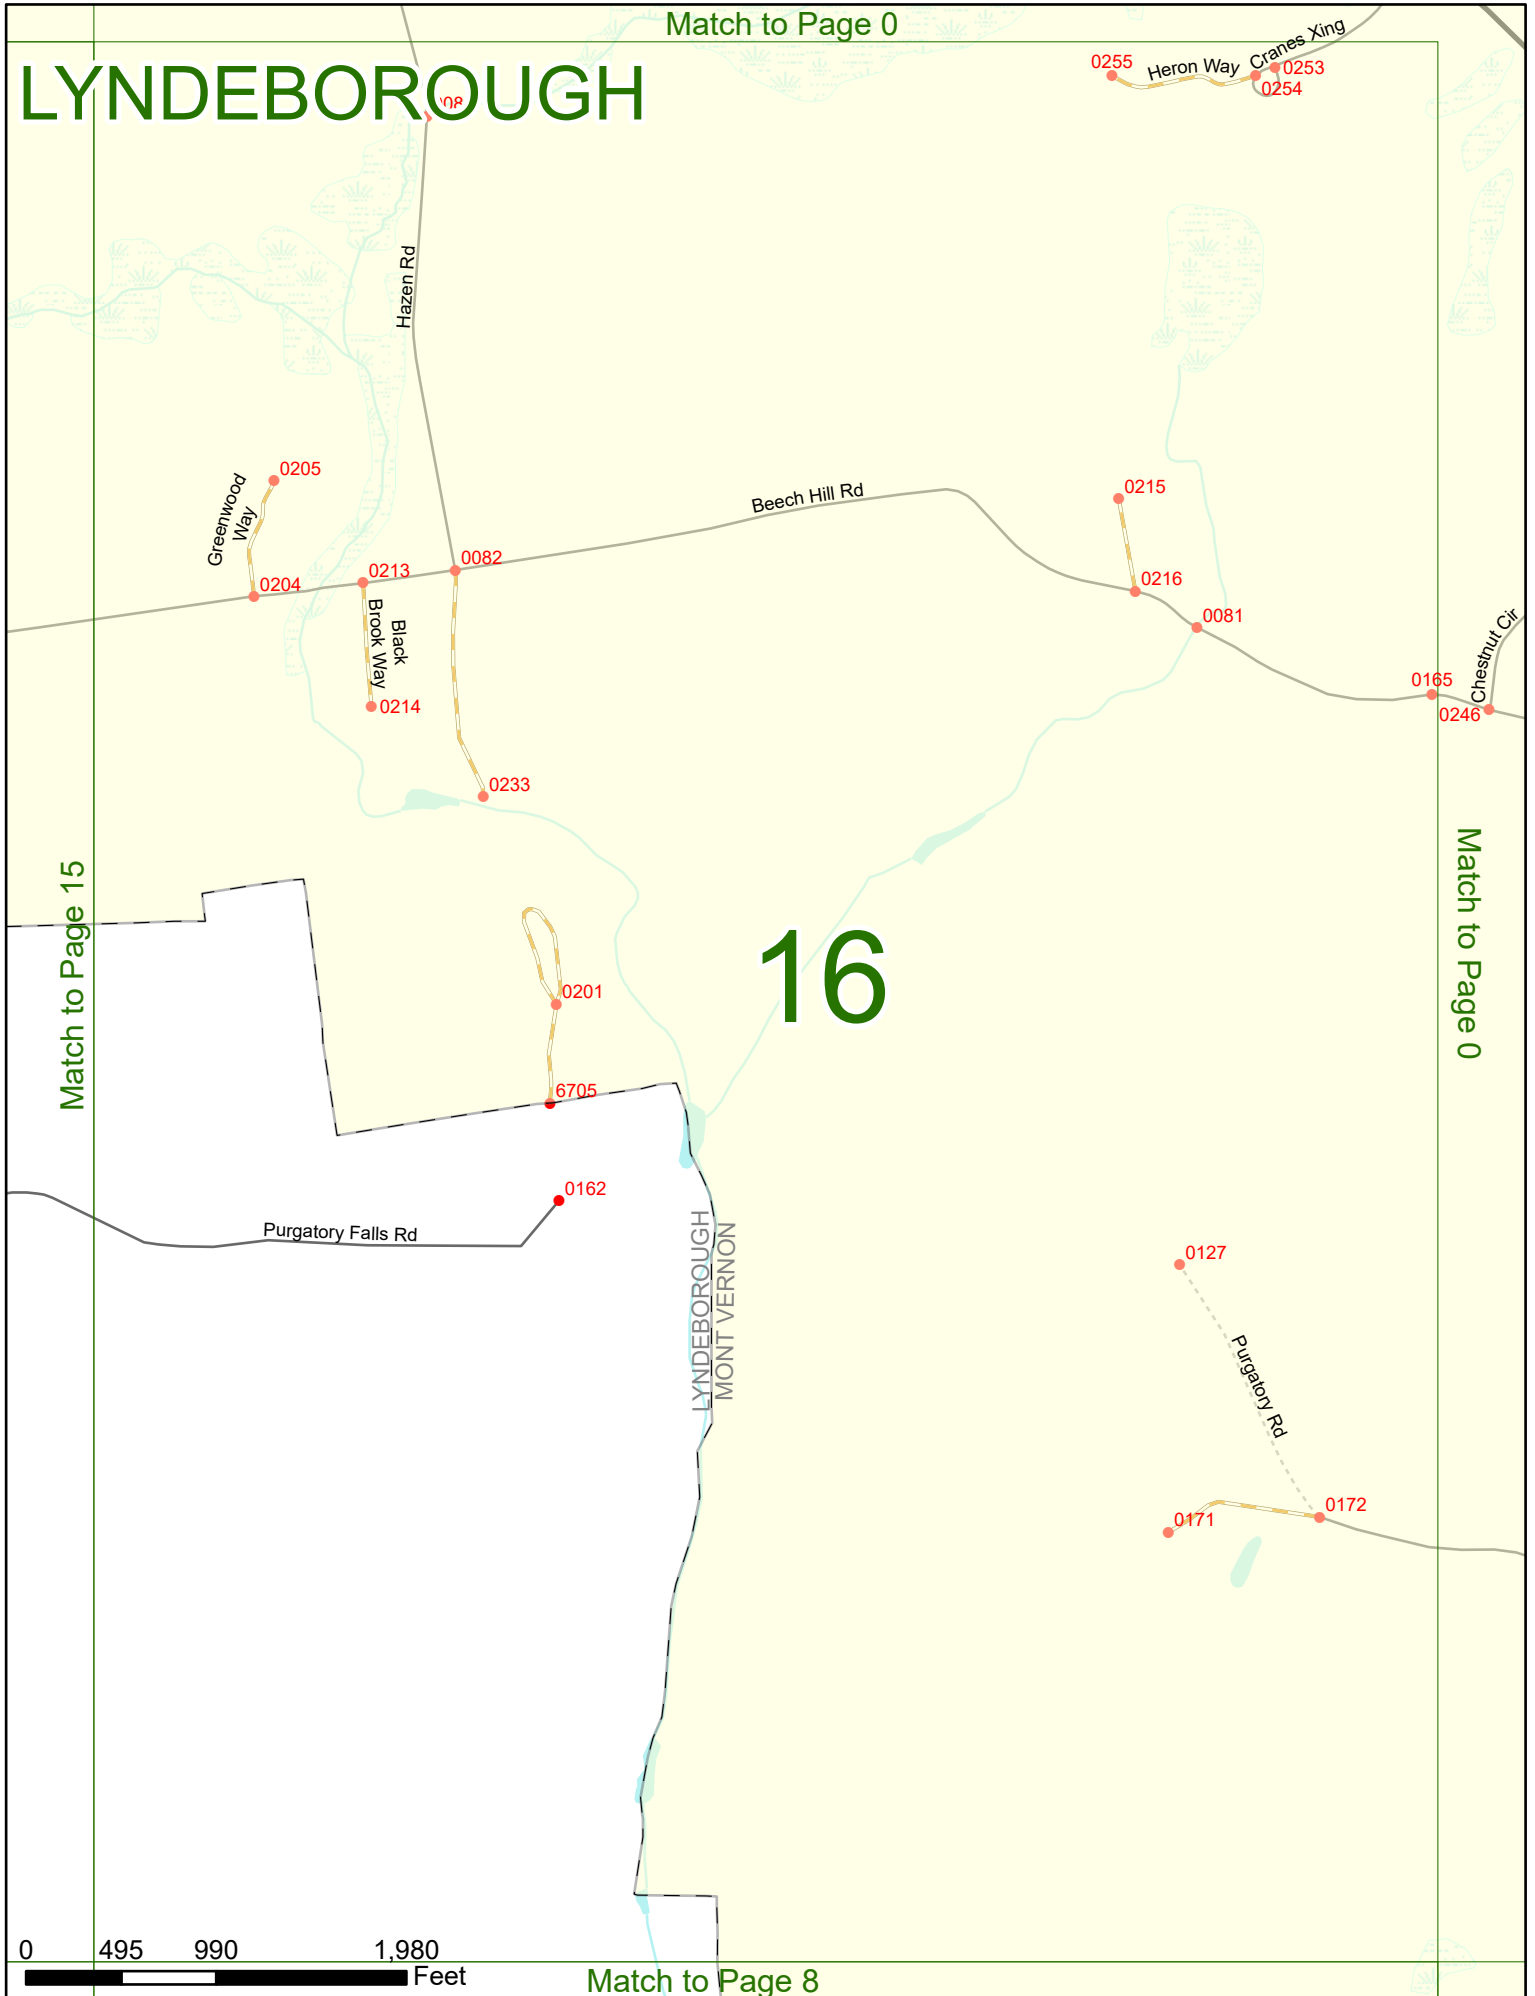 Match to Page 0
LYNDEBOROUGH
0255
Heron Way
Cranes Xing
0253
0254
Hazen Rd
0205
Greenwood
Way
0204
0213
0082
Beech Hill Rd
0215
0216
0081
Black
Brook Way
0214
0233
0165
0246
Chestnut Cir
Match to Page 15
Match to Page 0
16
0201
6705
0162
Purgatory Falls Rd
LYNDEBOROUGH
MONT VERNON
0127
Purgatory Rd
0171
0172
0 495 990 1,980
Feet
Match to Page 8